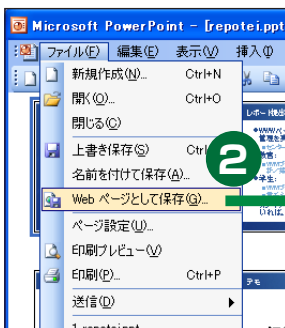 Microsoft PowerPoint - [repotei.ppt
ファイル(F) 編集(E) 表示(V) 挿入(I)
新規作成(N)... Ctrl+N
開く(O)... Ctrl+O
閉じる(C)
上書き保存(S) Ctrl
名前を付けて保存(A)...
2
Web ページとして保存(G)...
ページ設定(U)...
印刷プレビュー(V)
印刷(P)... Ctrl+P
送信(D)
1 repotei.ppt